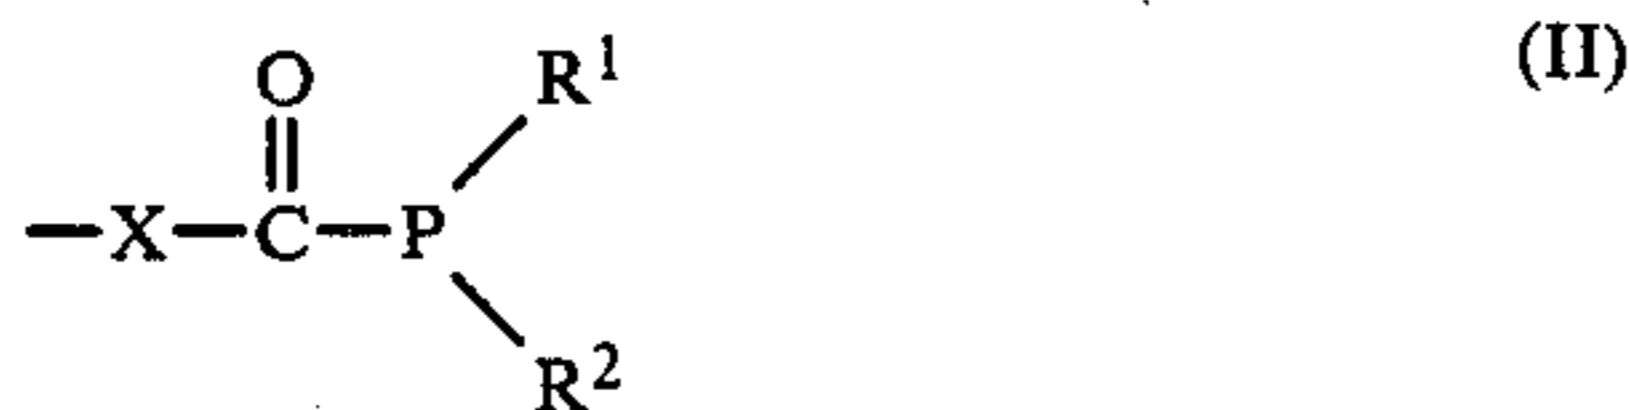 O R¹ (II)
—X—C—P
R²